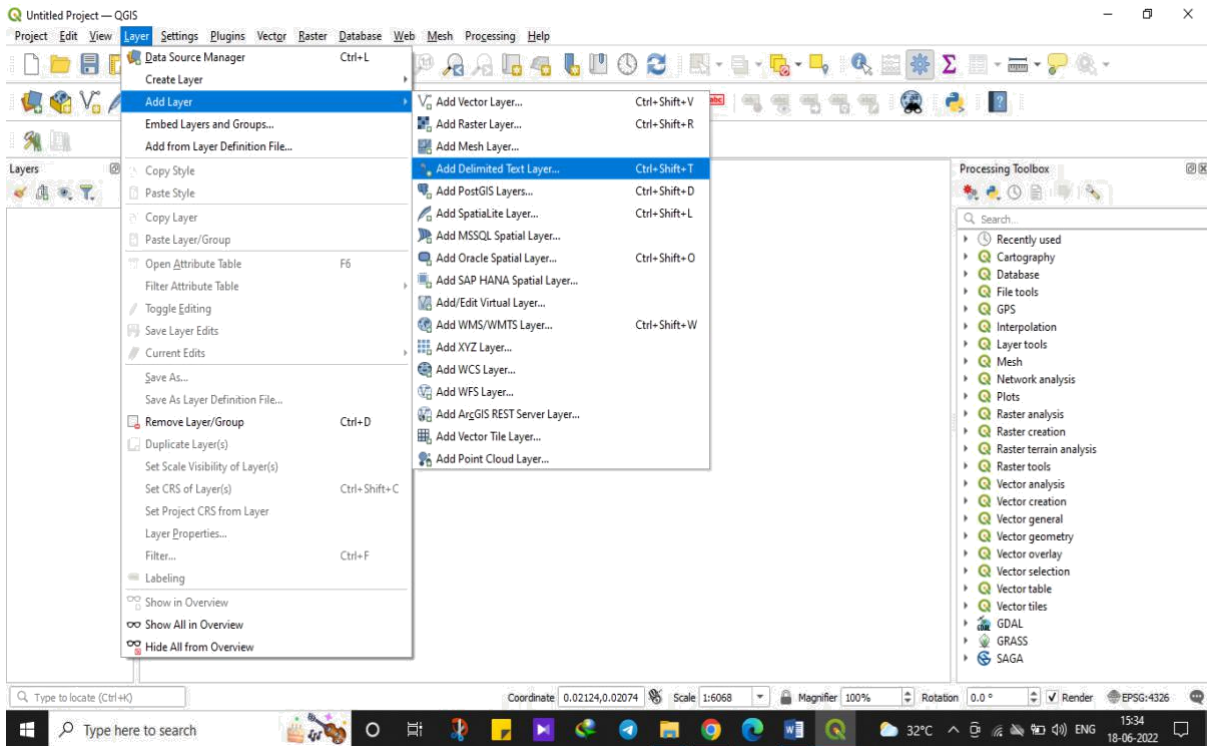 Untitled Project — QGIS
Project Edit View Layer Settings Plugins Vector Raster Database Web Mesh Processing Help
Data Source Manager Ctrl+L
Create Layer
Add Layer
Embed Layers and Groups...
Add from Layer Definition File...
Copy Style
Paste Style
Copy Layer
Paste Layer/Group
Open Attribute Table F6
Filter Attribute Table
Toggle Editing
Save Layer Edits
Current Edits
Save As...
Save As Layer Definition File...
Remove Layer/Group Ctrl+D
Duplicate Layer(s)
Set Scale Visibility of Layer(s)
Set CRS of Layer(s) Ctrl+Shift+C
Set Project CRS from Layer
Layer Properties...
Filter... Ctrl+F
Labeling
Show in Overview
Show All in Overview
Hide All from Overview
Add Vector Layer... Ctrl+Shift+V
Add Raster Layer... Ctrl+Shift+R
Add Mesh Layer...
Add Delimited Text Layer... Ctrl+Shift+T
Add PostGIS Layers... Ctrl+Shift+D
Add SpatiaLite Layer... Ctrl+Shift+L
Add MSSQL Spatial Layer...
Add Oracle Spatial Layer... Ctrl+Shift+O
Add SAP HANA Spatial Layer...
Add/Edit Virtual Layer...
Add WMS/WMTS Layer... Ctrl+Shift+W
Add XYZ Layer...
Add WCS Layer...
Add WFS Layer...
Add ArcGIS REST Server Layer...
Add Vector Tile Layer...
Add Point Cloud Layer...
abc
Layers
Processing Toolbox
Search...
Recently used
Cartography
Database
File tools
GPS
Interpolation
Layer tools
Mesh
Network analysis
Plots
Raster analysis
Raster creation
Raster terrain analysis
Raster tools
Vector analysis
Vector creation
Vector general
Vector geometry
Vector overlay
Vector selection
Vector table
Vector tiles
GDAL
GRASS
SAGA
Type to locate (Ctrl+K) Coordinate 0.02124,0.02074 Scale 1:6068 Magnifier 100% Rotation 0.0 ° Render EPSG:4326
Type here to search 32°C ENG 15:34
18-06-2022